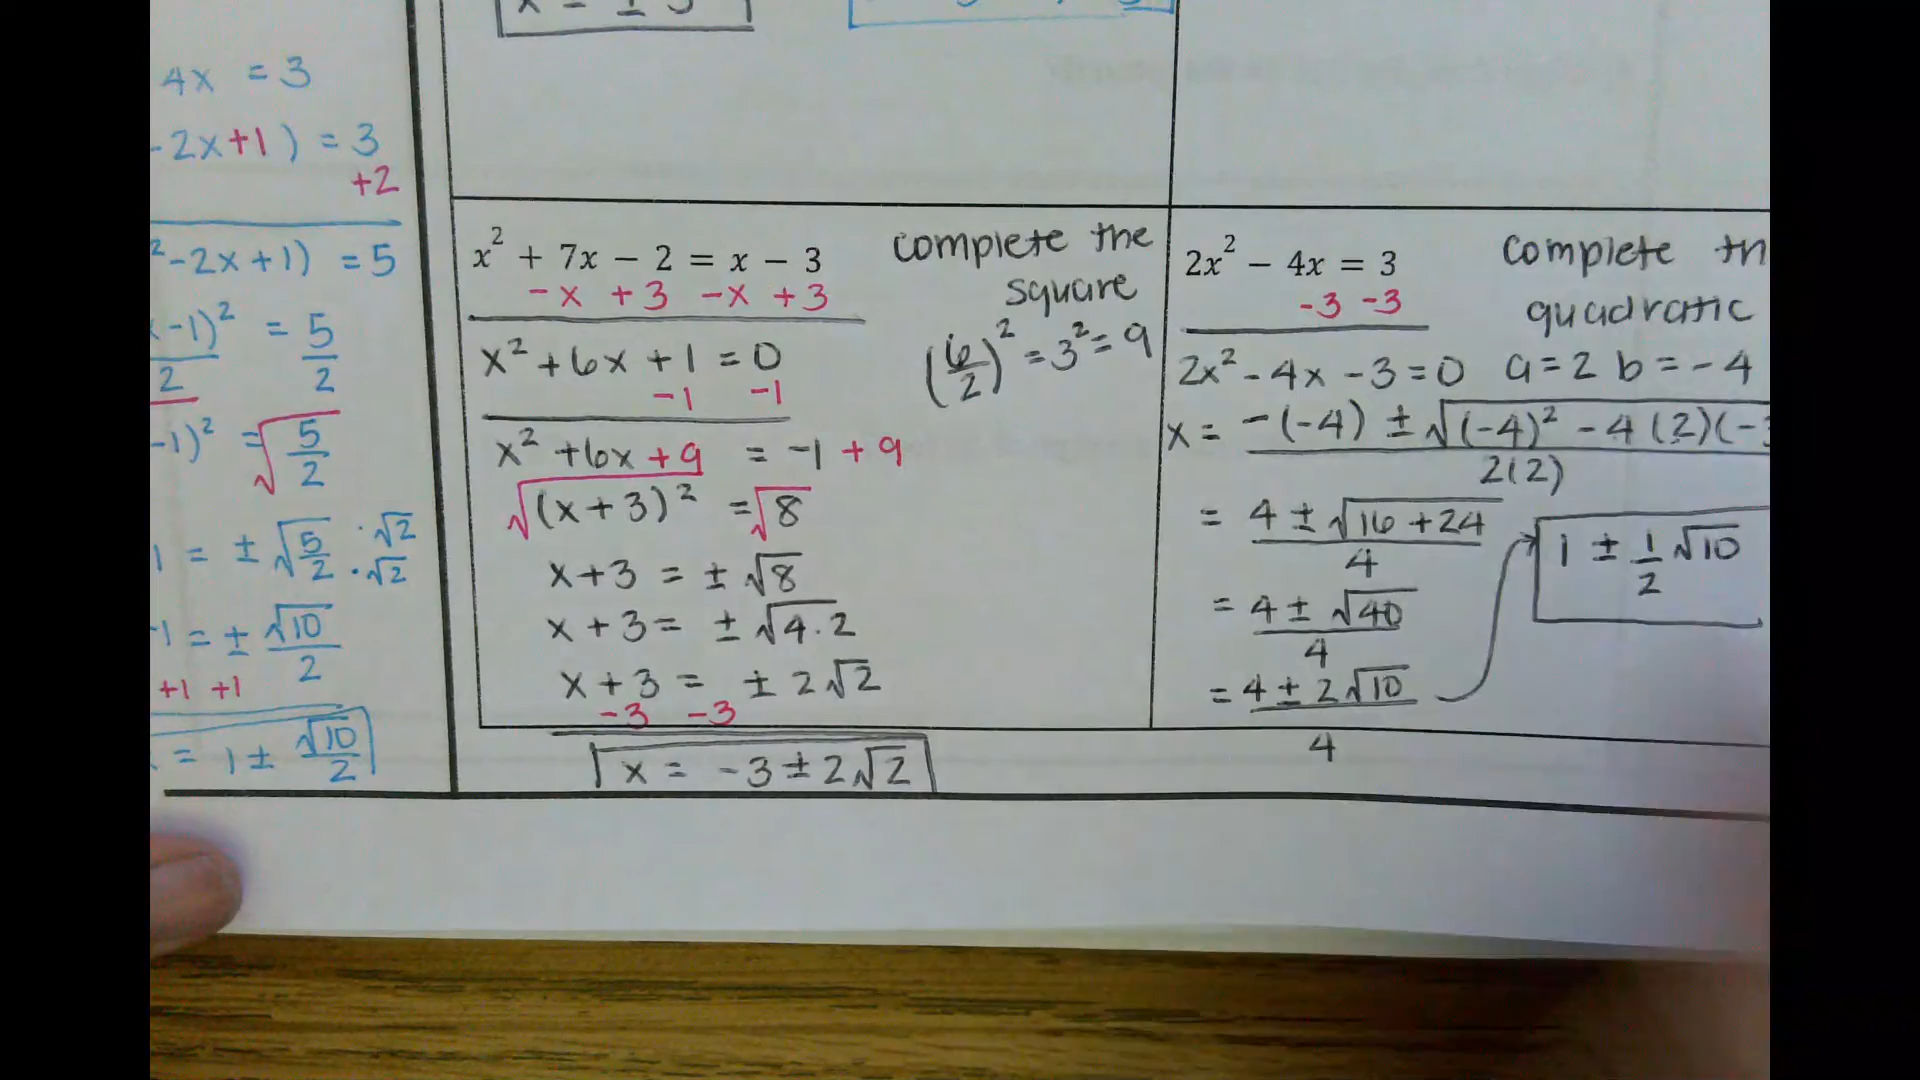 4x = 3
-2x+1) = 3
+2
²-2x+1) = 5
-1)² = 5/2
2
-1)² = √5/2
1 = ± √5/2 · √2 · √2
-1 = ± √10/2
+1 +1
= 1 ± √10/2
x² + 7x − 2 = x − 3
-x +3 -x +3
x² + 6x + 1 = 0
-1 -1
x² + 6x + 9 = -1 + 9
√(x+3)² = √8
x+3 = ± √8
x+3 = ± √4·2
x+3 = ± 2√2
-3 -3
x = -3 ± 2√2
complete the
square
(6/2)² = 3² = 9
2x² − 4x = 3
-3 -3
2x² - 4x - 3 = 0
complete
quadratic
a = 2 b = -4
x = -(-4) ± √(-4)² - 4(2)(-3
2(2)
= 4 ± √16+24
4
= 4 ± √40
4
= 4 ± 2√10
4
1 ± 1/2 √10